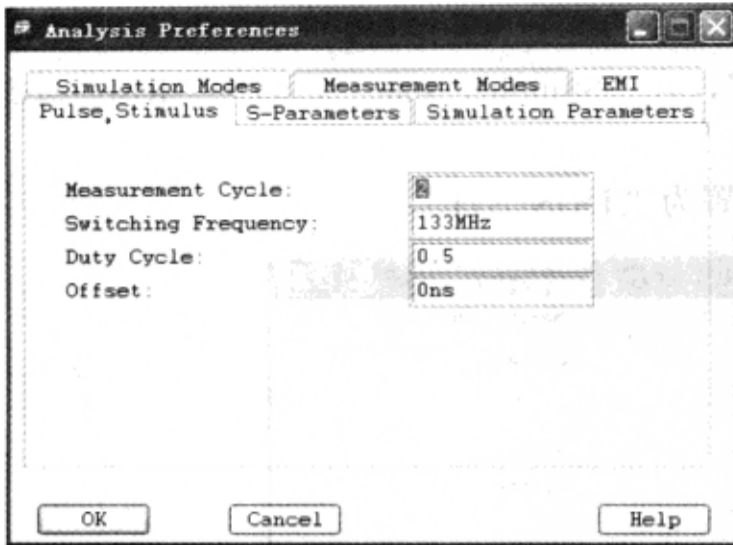 Analysis Preferences
Simulation Modes Measurement Modes EMI
Pulse Stimulus S-Parameters Simulation Parameters
Measurement Cycle: 2
Switching Frequency: 133MHz
Duty Cycle: 0.5
Offset: 0ns
OK Cancel Help